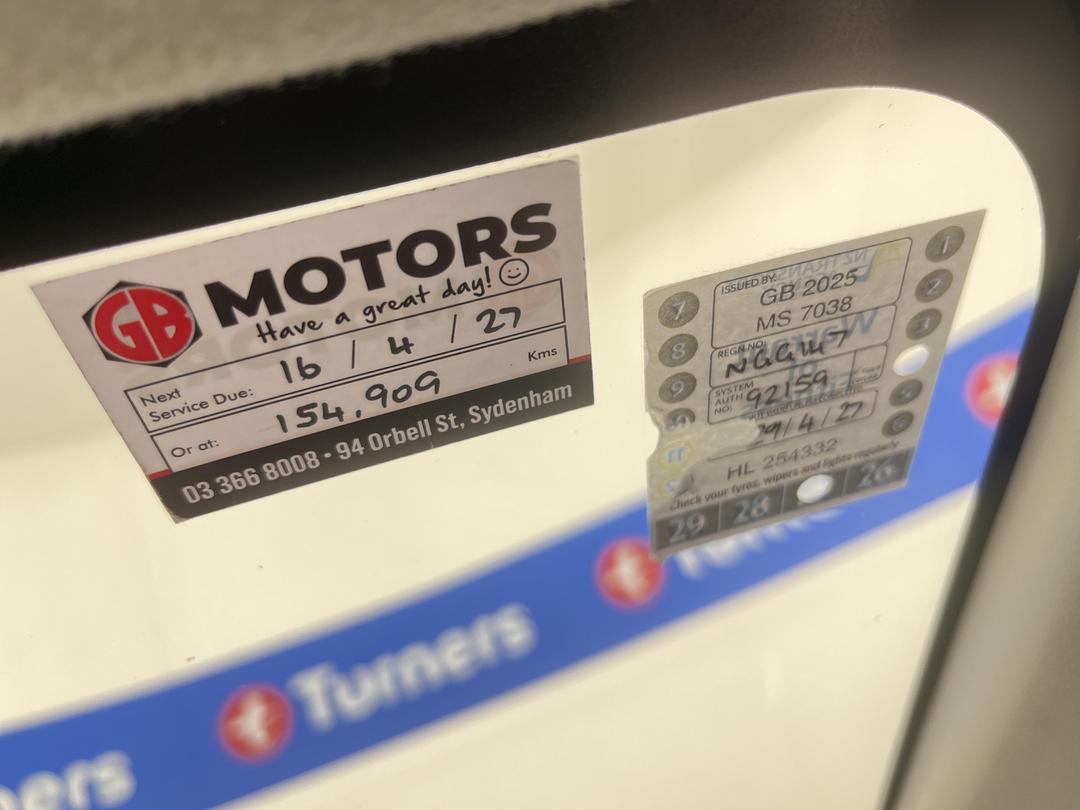 GB MOTORS
Have a great day!
Next
Service Due: 16 / 4 / 27
Or at: 154,909 Kms
03 366 8008 • 94 Orbell St, Sydenham
ISSUED BY:
GB 2025
MS 7038
REGN NO:
SYSTEM
AUTH
NO: 92159
29/4/27
HL 254332
Check your tyres, wipers and lights regularly
7
8
9
11
1
2
3
5
6
29 28 26
Turners
Turners
ners